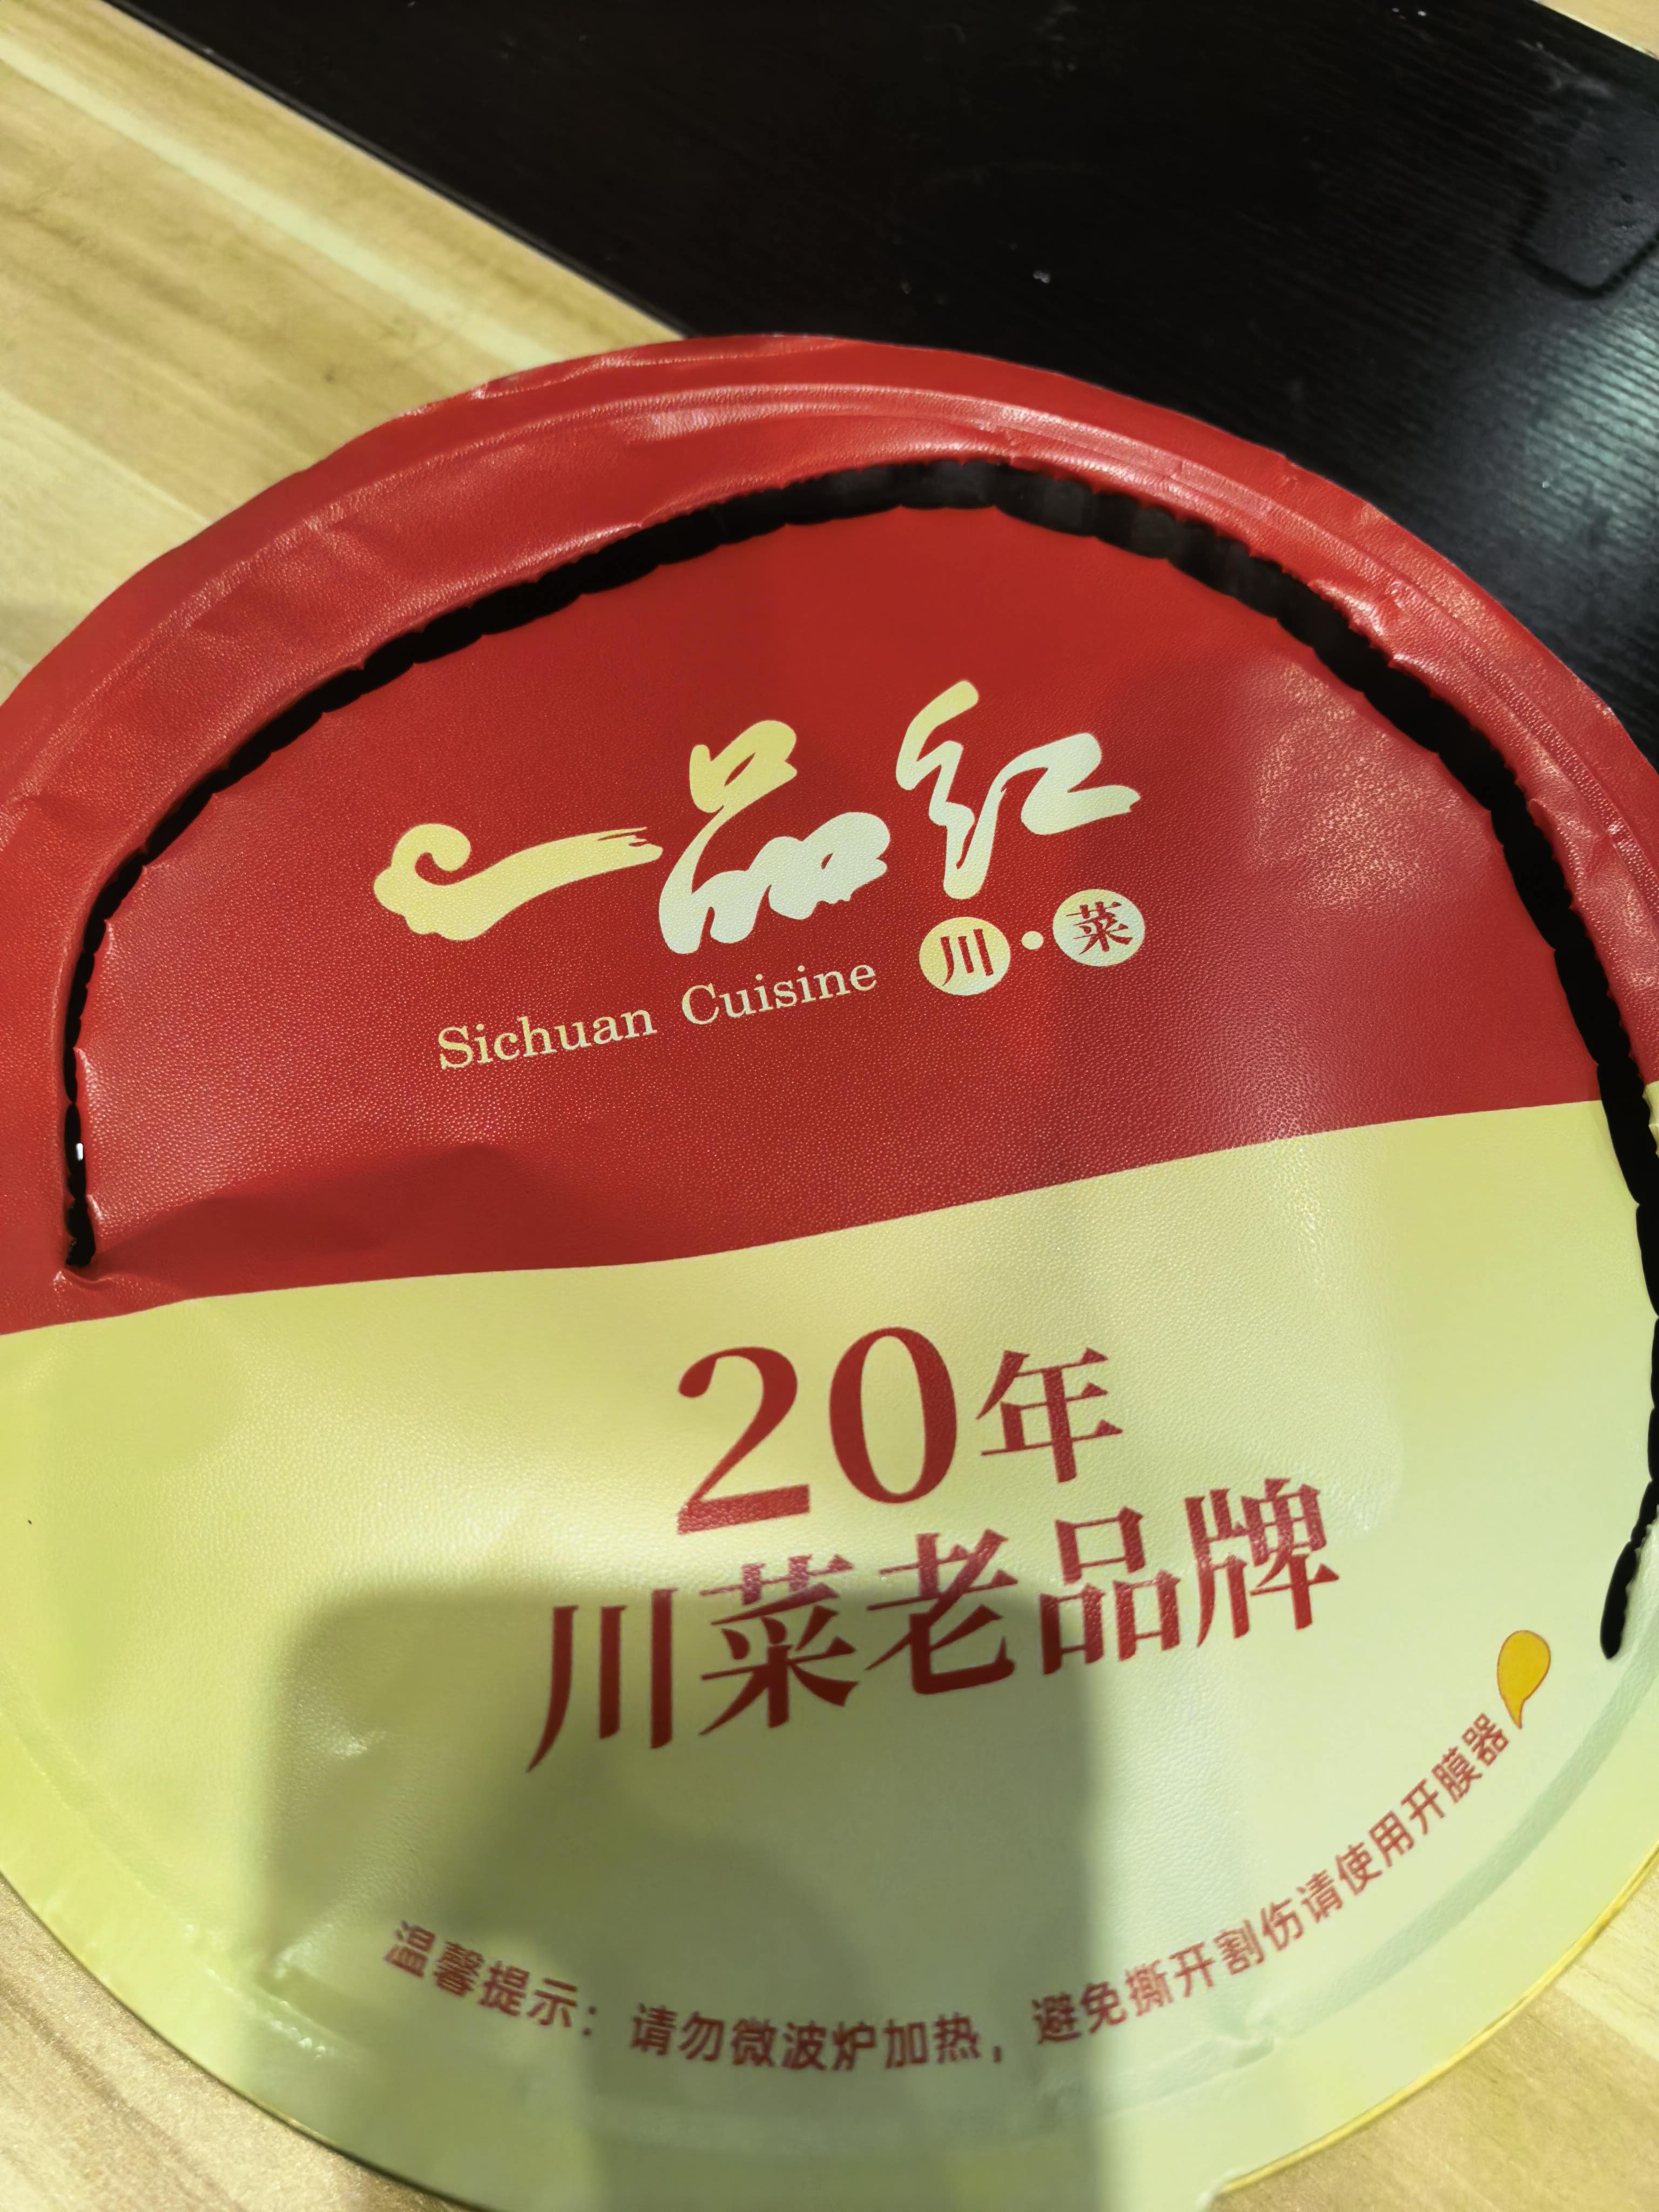 一品红
Sichuan Cuisine 川·菜
20年
川菜老品牌
温馨提示：请勿微波炉加热，避免撕开割伤请使用开膜器